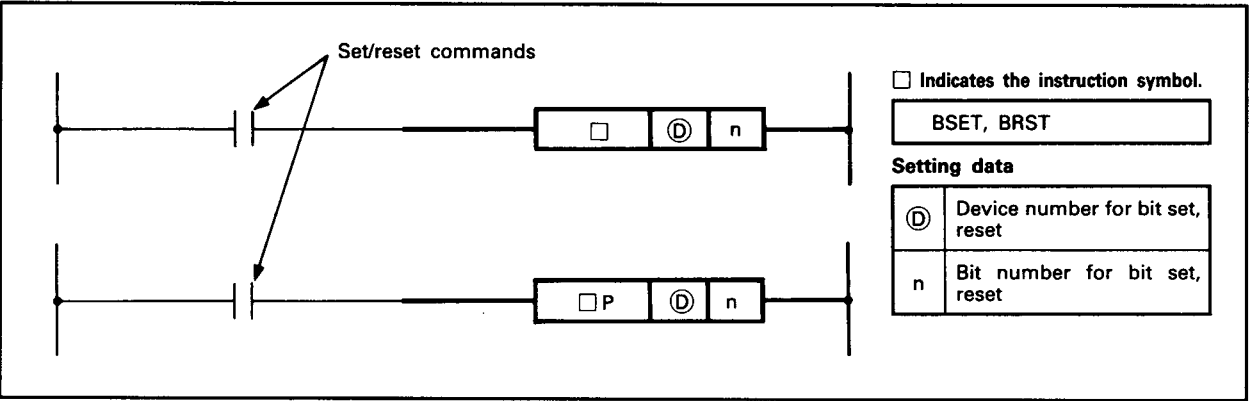 Set/reset commands
□ Ⓓ n
□P Ⓓ n
□ Indicates the instruction symbol.
BSET, BRST
Setting data
Ⓓ Device number for bit set,
reset
n Bit number for bit set,
reset